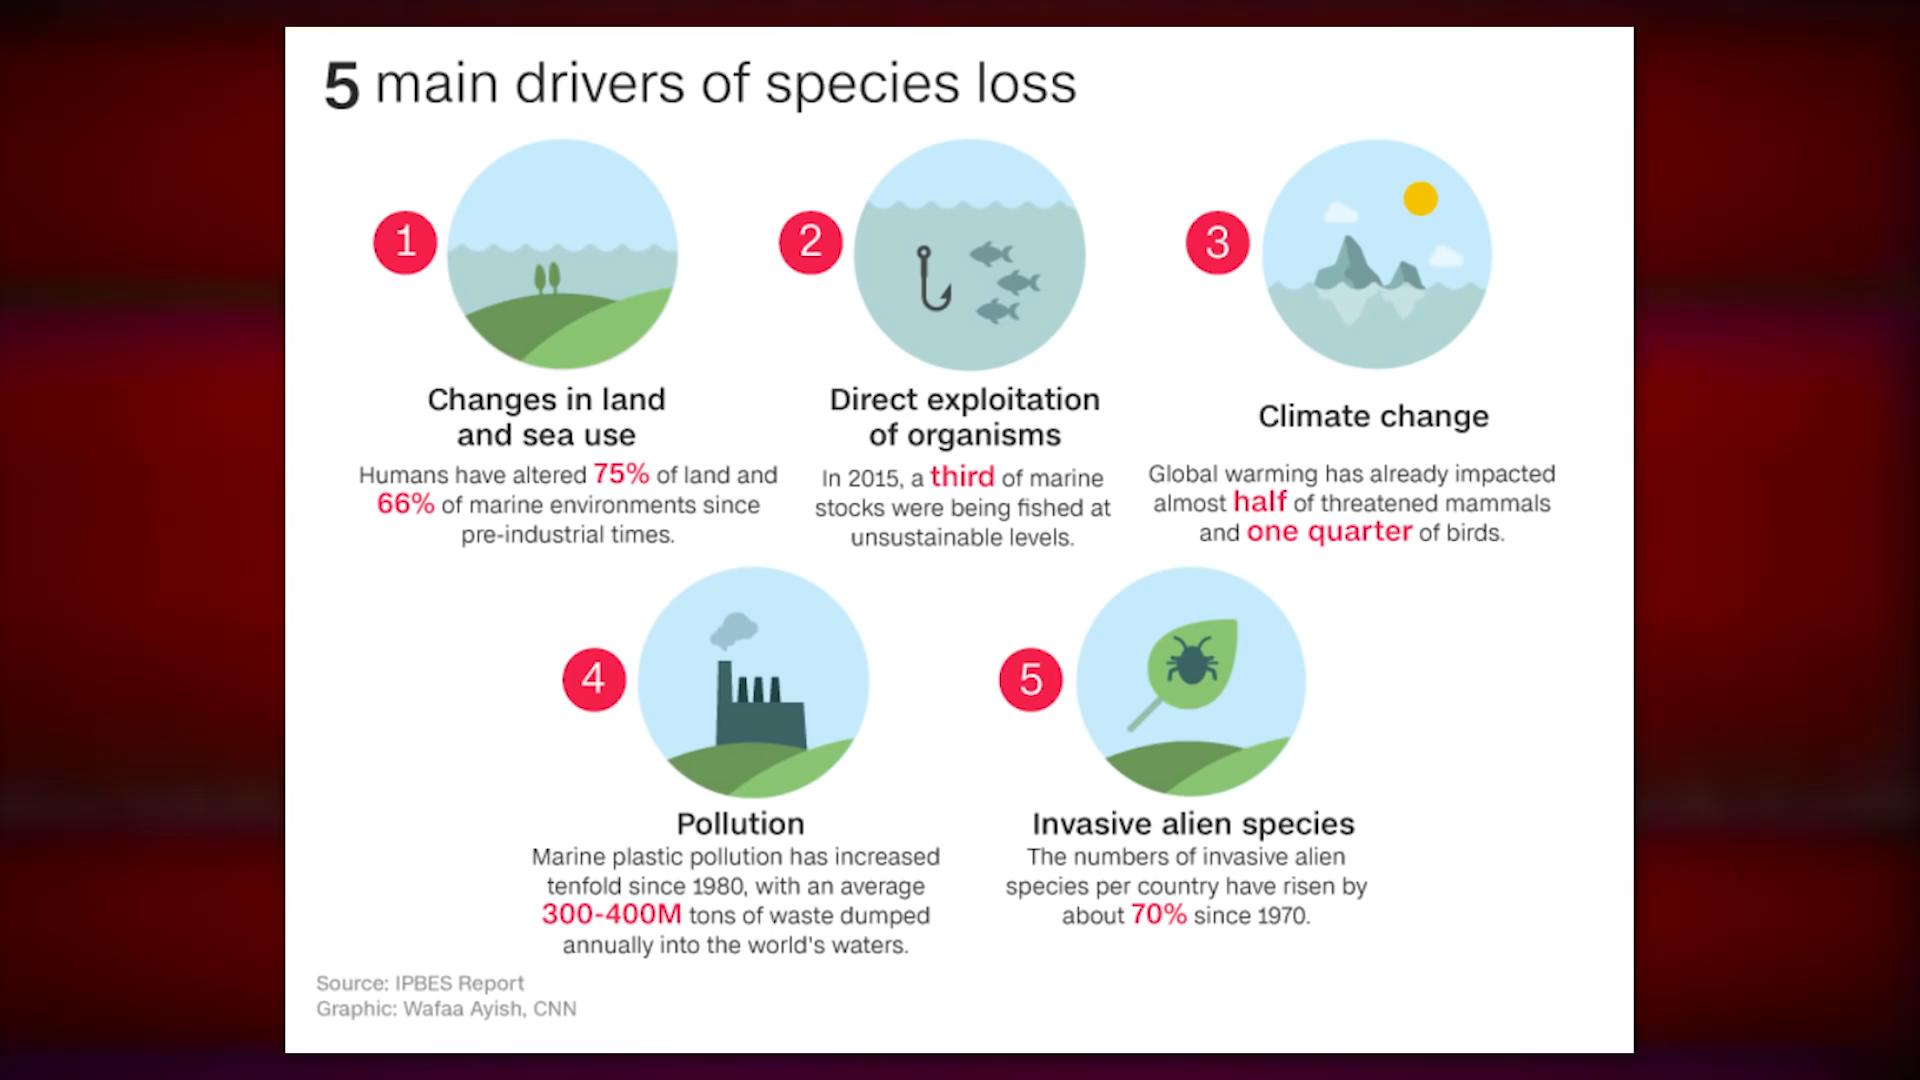 5 main drivers of species loss
1
Changes in land
and sea use
Humans have altered 75% of land and
66% of marine environments since
pre-industrial times.
2
Direct exploitation
of organisms
In 2015, a third of marine
stocks were being fished at
unsustainable levels.
3
Climate change
Global warming has already impacted
almost half of threatened mammals
and one quarter of birds.
4
Pollution
Marine plastic pollution has increased
tenfold since 1980, with an average
300-400M tons of waste dumped
annually into the world's waters.
5
Invasive alien species
The numbers of invasive alien
species per country have risen by
about 70% since 1970.
Source: IPBES Report
Graphic: Wafaa Ayish, CNN